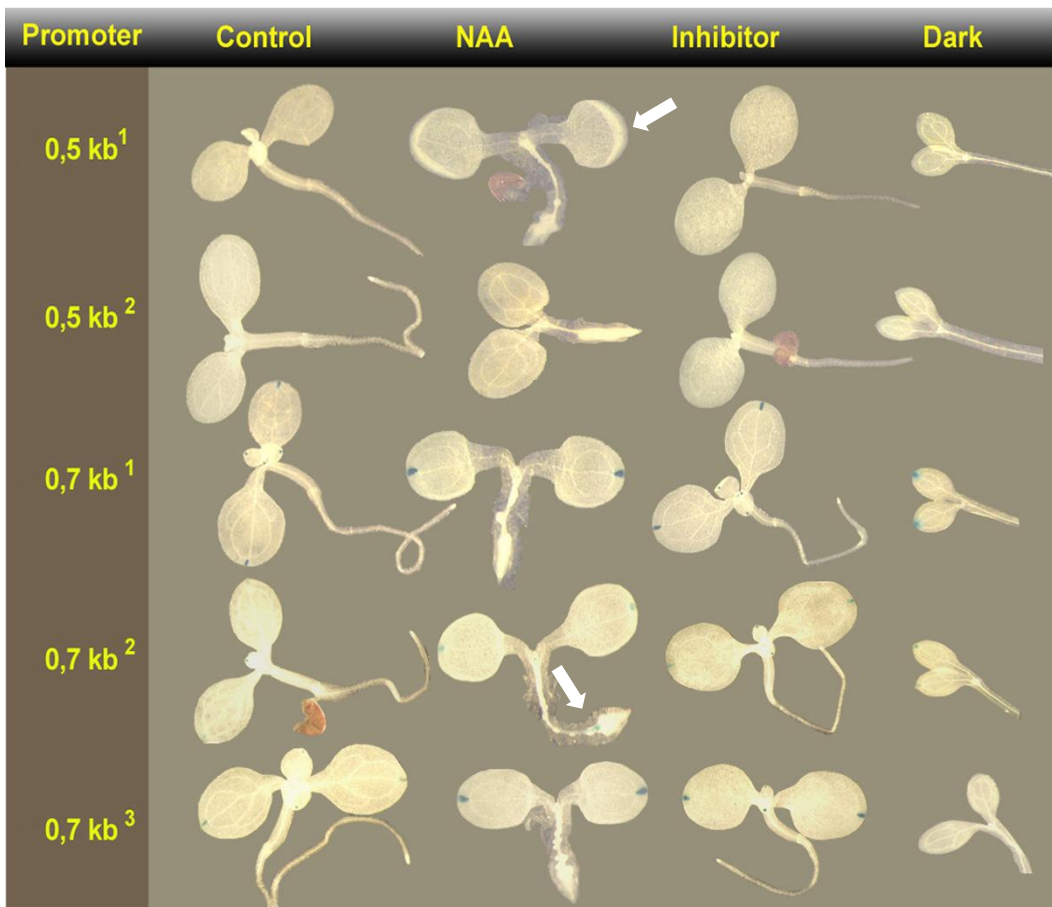 Promoter Control NAA Inhibitor Dark
0,5 kb¹
0,5 kb²
0,7 kb¹
0,7 kb²
0,7 kb³